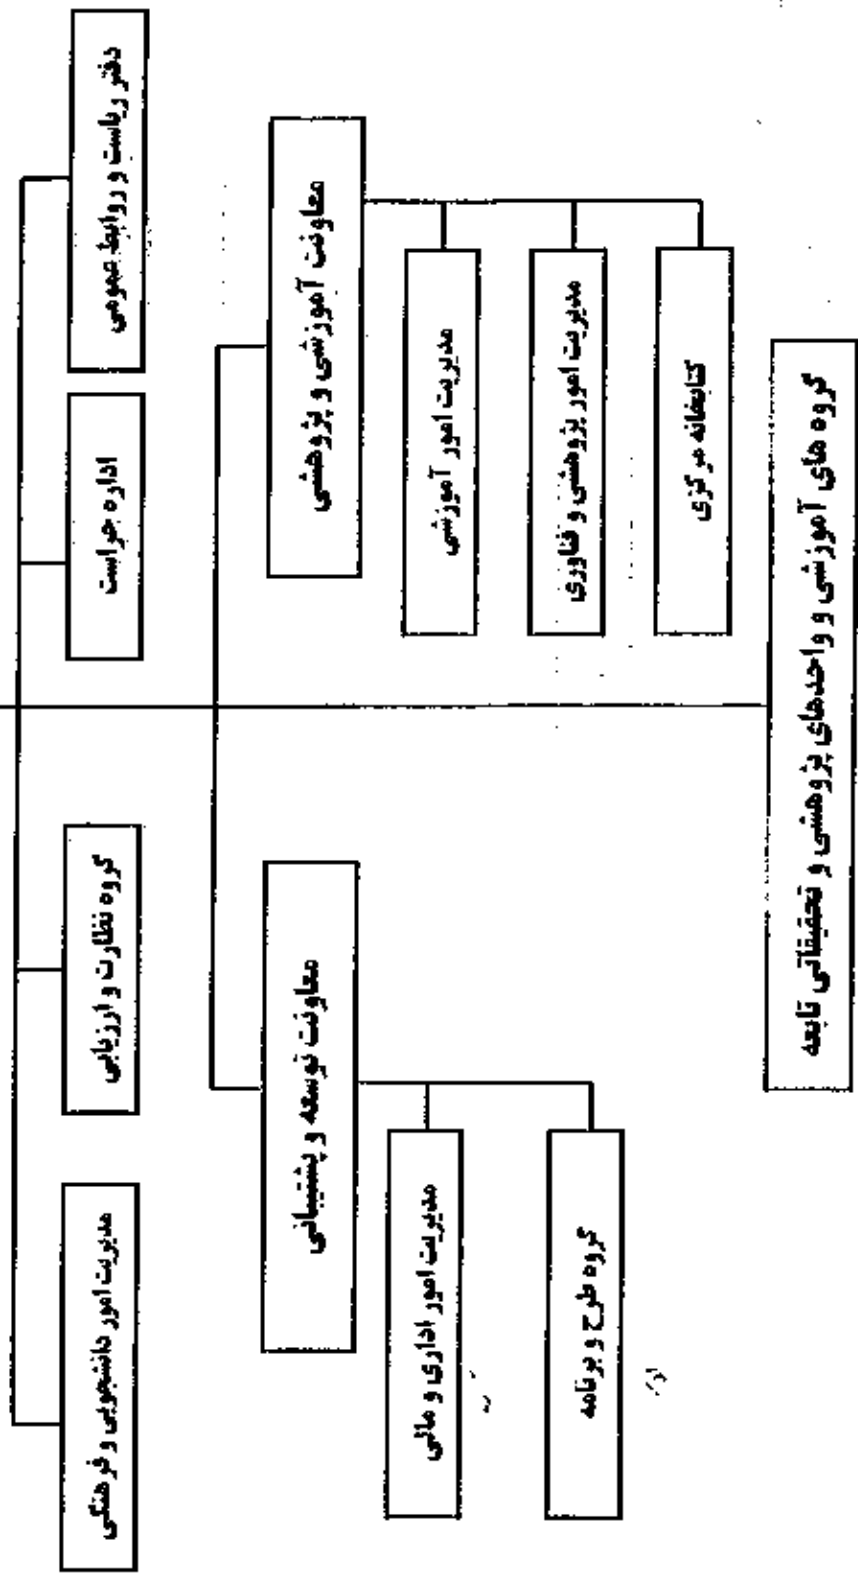 دفتر ریاست و روابط عمومی
اداره حراست
گروه نظارت و ارزیابی
مدیریت امور دانشجویی و فرهنگی
معاونت آموزشی و پژوهشی
معاونت توسعه و پشتیبانی
مدیریت امور آموزشی
مدیریت امور پژوهشی و فناوری
کتابخانه مرکزی
مدیریت امور اداری و مالی
گروه طرح و برنامه
گروه های آموزشی و واحدهای پژوهشی و تحقیقاتی تابعه